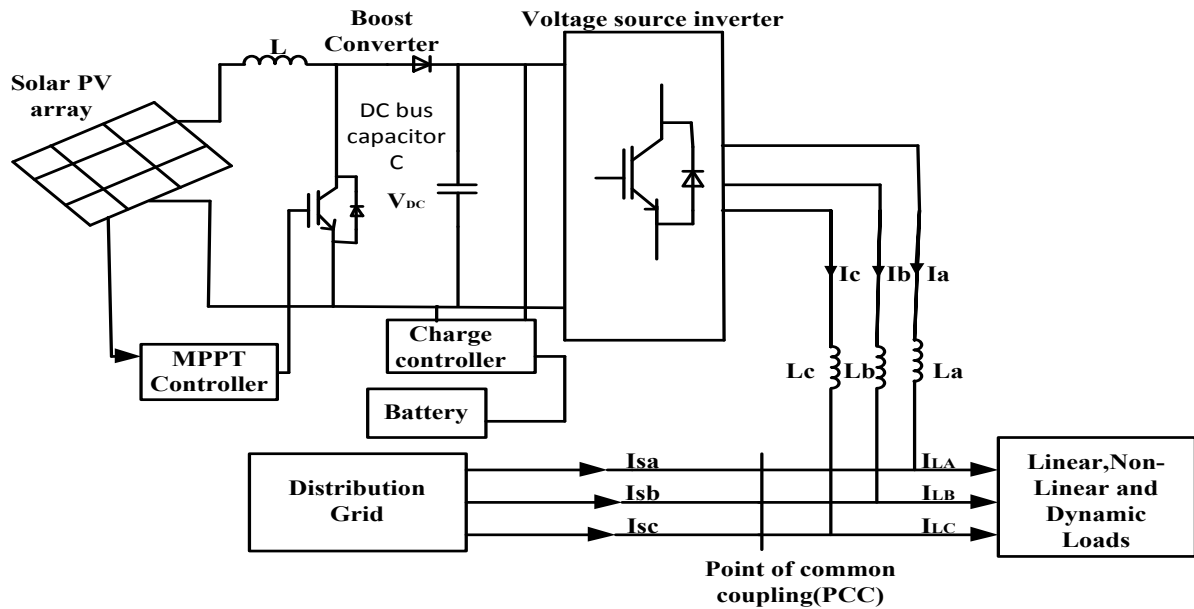 Boost
Converter
L
Voltage source inverter
Solar PV
array
DC bus
capacitor
C
VDC
Ic
Ib
Ia
MPPT
Controller
Charge
controller
Lc
Lb
La
Battery
Distribution
Grid
Isa
Isb
Isc
ILA
ILB
ILC
Linear,Non-
Linear and
Dynamic
Loads
Point of common
coupling(PCC)